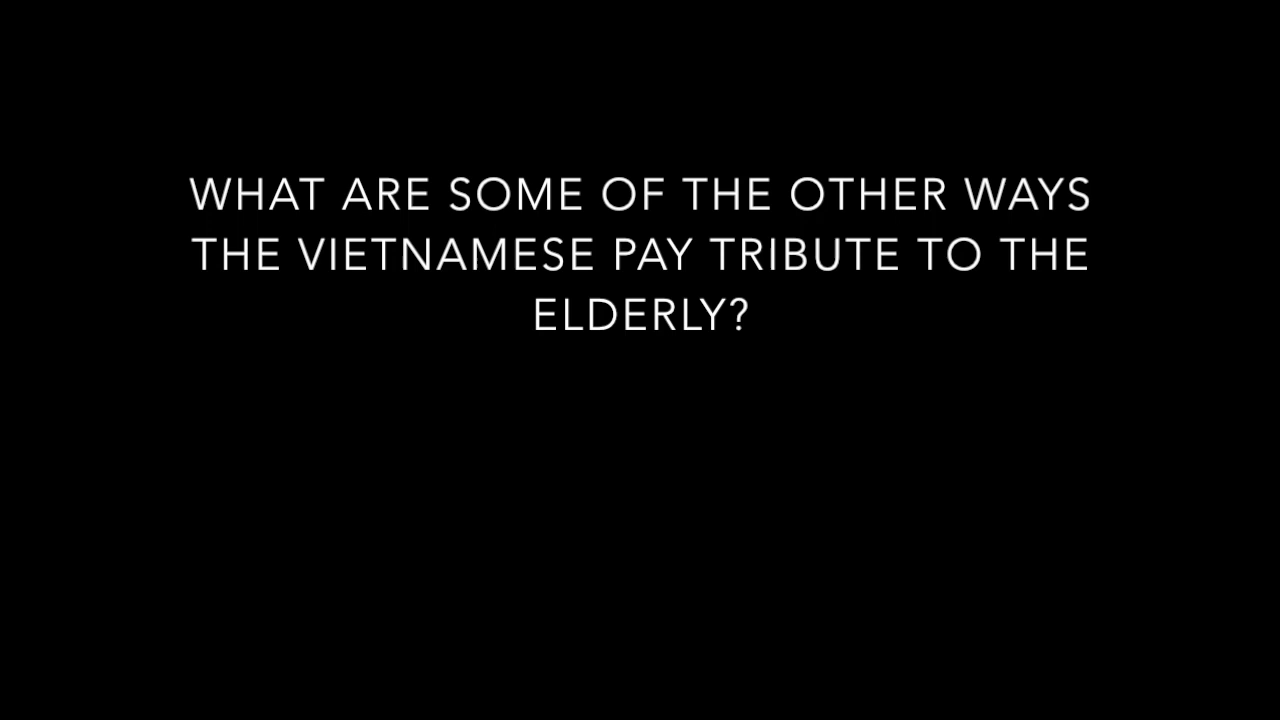 WHAT ARE SOME OF THE OTHER WAYS
THE VIETNAMESE PAY TRIBUTE TO THE
ELDERLY?